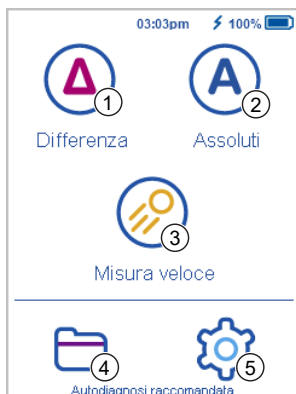 03:03pm 100%
Δ 1 A 2
Differenza Assoluti
3
Misura veloce
4 5
Autodiagnosi raccomandata